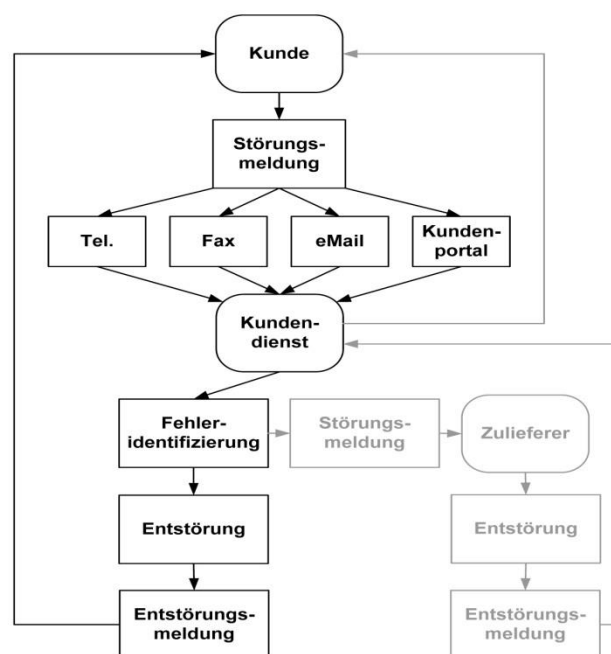 Kunde
Störungs-
meldung
Tel.
Fax
eMail
Kunden-
portal
Kunden-
dienst
Fehler-
identifizierung
Störungs-
meldung
Zulieferer
Entstörung
Entstörung
Entstörungs-
meldung
Entstörungs-
meldung